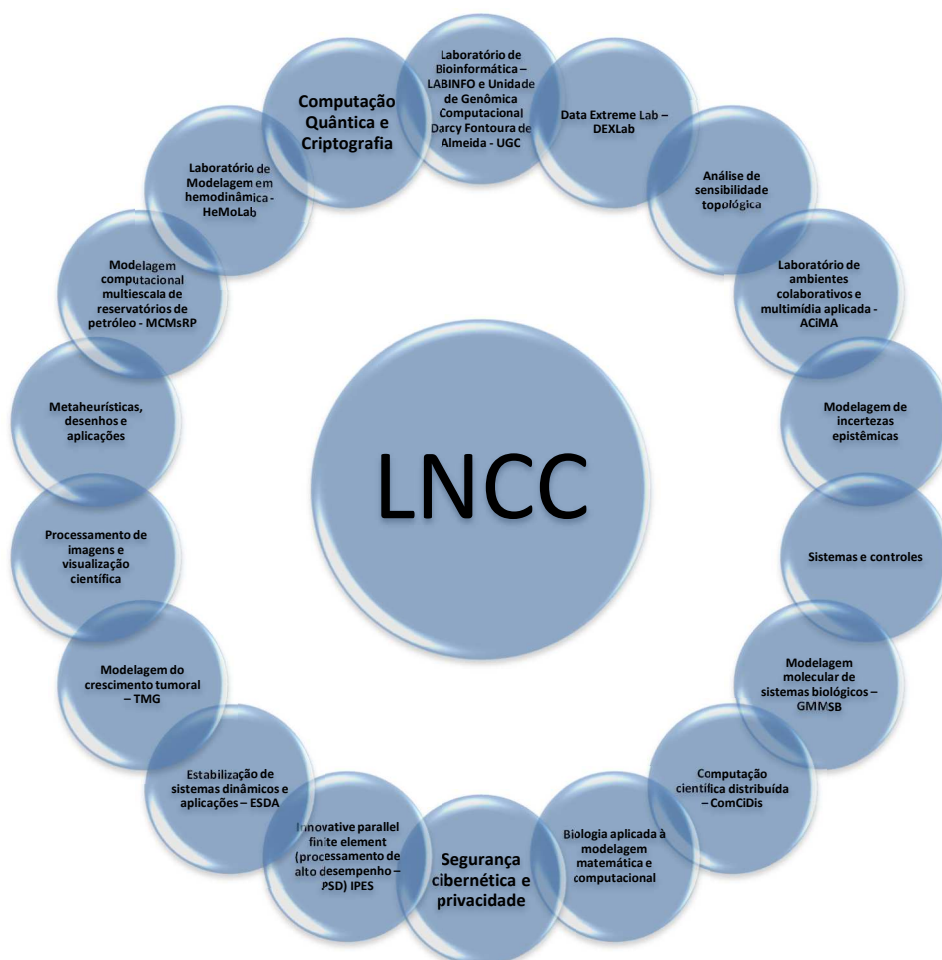 Laboratório de
Bioinformática –
LABINFO e Unidade
de Genômica
Computacional
Darcy Fontoura de
Almeida - UGC
Data Extreme Lab –
DEXLab
Análise de
sensibilidade
topológica
Laboratório de
ambientes
colaborativos e
multimídia aplicada -
ACiMA
Modelagem de
incertezas
epistêmicas
Sistemas e controles
Modelagem
molecular de
sistemas biológicos –
GMMSB
Computação
científica distribuída
– ComCiDis
Biologia aplicada à
modelagem
matemática e
computacional
Segurança
cibernética e
privacidade
Innovative parallel
finite element
(processamento de
alto desempenho –
PSD) IPES
Estabilização de
sistemas dinâmicos e
aplicações – ESDA
Modelagem do
crescimento tumoral
– TMG
Processamento de
imagens e
visualização
científica
Metaheurísticas,
desenhos e
aplicações
Modelagem
computacional
multiescala de
reservatórios de
petróleo - MCMsRP
Laboratório de
Modelagem em
hemodinâmica-
HeMoLab
Computação
Quântica e
Criptografia
LNCC